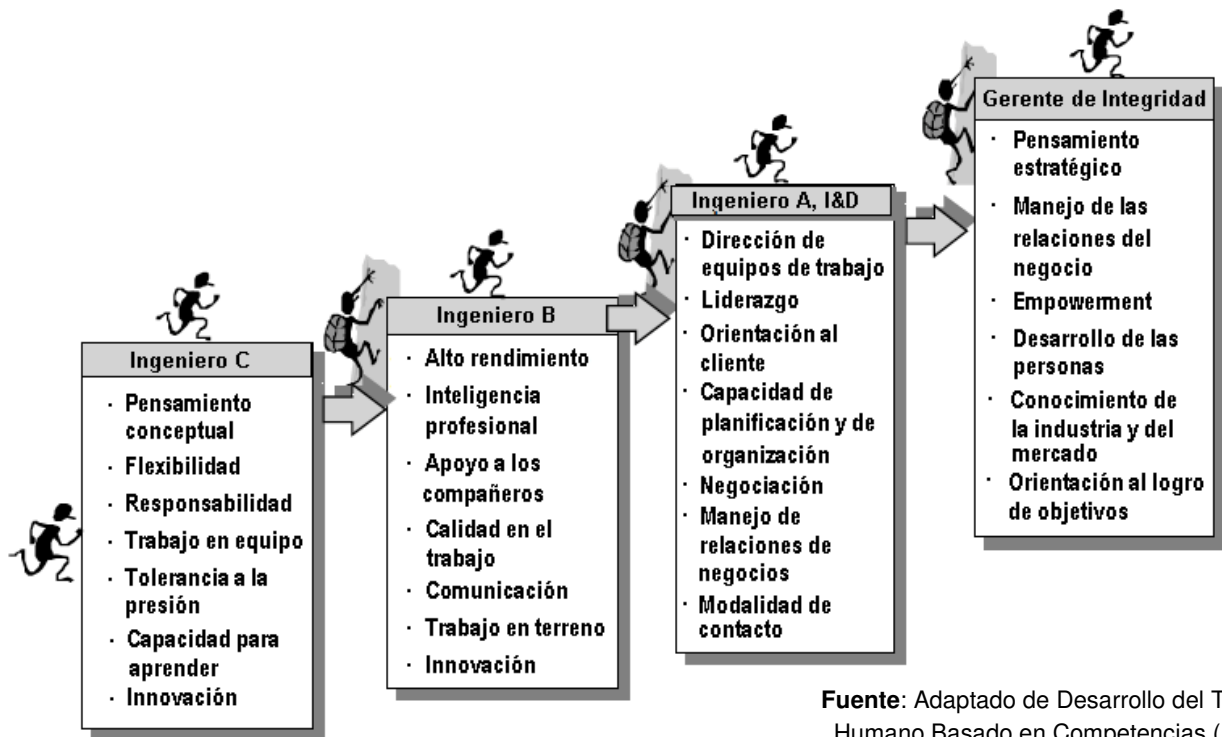 Ingeniero C
· Pensamiento
conceptual
· Flexibilidad
· Responsabilidad
· Trabajo en equipo
· Tolerancia a la
presión
· Capacidad para
aprender
· Innovación
Ingeniero B
· Alto rendimiento
· Inteligencia
profesional
· Apoyo a los
compañeros
· Calidad en el
trabajo
· Comunicación
· Trabajo en terreno
· Innovación
Ingeniero A, I&D
· Dirección de
equipos de trabajo
· Liderazgo
· Orientación al
cliente
· Capacidad de
planificación y de
organización
· Negociación
· Manejo de
relaciones de
negocios
· Modalidad de
contacto
Gerente de Integridad
· Pensamiento
estratégico
· Manejo de las
relaciones del
negocio
· Empowerment
· Desarrollo de las
personas
· Conocimiento de
la industria y del
mercado
· Orientación al logro
de objetivos
Fuente: Adaptado de Desarrollo del T
Humano Basado en Competencias (